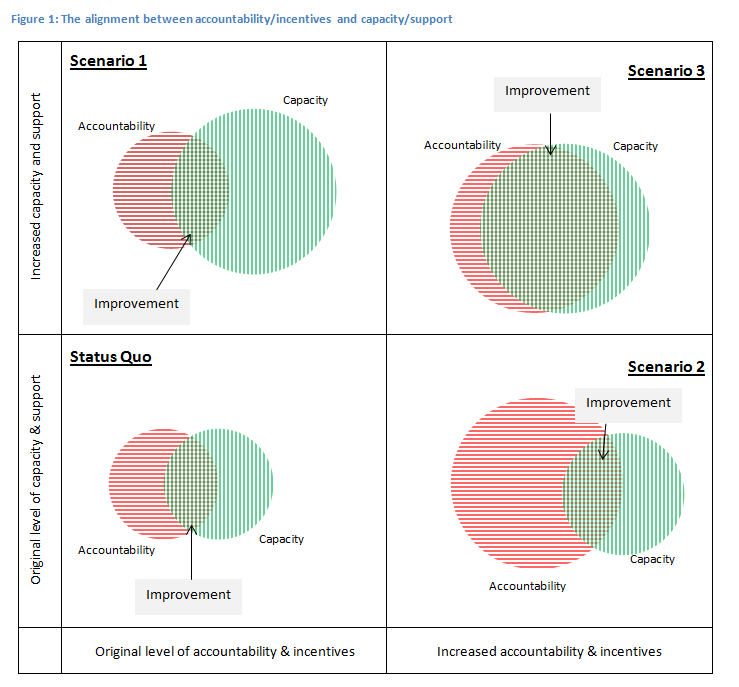 Figure 1: The alignment between accountability/incentives and capacity/support
Increased capacity and support
Scenario 1
Accountability
Capacity
Improvement
Scenario 3
Improvement
Accountability
Capacity
Original level of capacity & support
Status Quo
Accountability
Capacity
Improvement
Scenario 2
Improvement
Capacity
Accountability
Original level of accountability & incentives
Increased accountability & incentives